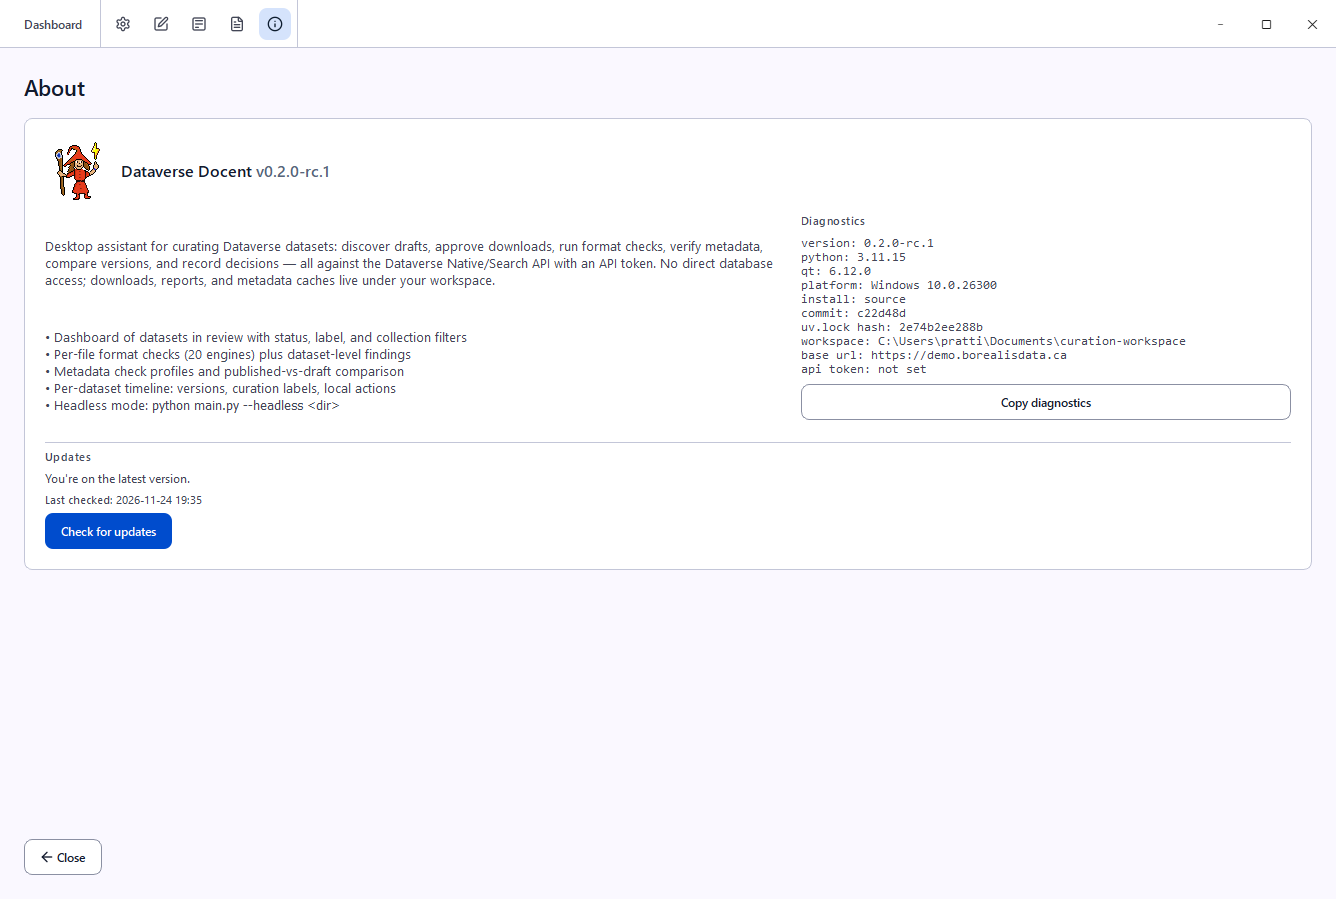 Dashboard
About
Dataverse Docent v0.2.0-rc.1
Desktop assistant for curating Dataverse datasets: discover drafts, approve downloads, run format checks, verify metadata,
compare versions, and record decisions — all against the Dataverse Native/Search API with an API token. No direct database
access; downloads, reports, and metadata caches live under your workspace.
• Dashboard of datasets in review with status, label, and collection filters
• Per-file format checks (20 engines) plus dataset-level findings
• Metadata check profiles and published-vs-draft comparison
• Per-dataset timeline: versions, curation labels, local actions
• Headless mode: python main.py --headless <dir>
Diagnostics
version: 0.2.0-rc.1
python: 3.11.15
qt: 6.12.0
platform: Windows 10.0.26300
install: source
commit: c22d48d
uv.lock hash: 2e74b2ee288b
workspace: C:\Users\pratti\Documents\curation-workspace
base url: https://demo.borealisdata.ca
api token: not set
Copy diagnostics
Updates
You're on the latest version.
Last checked: 2026-11-24 19:35
Check for updates
← Close